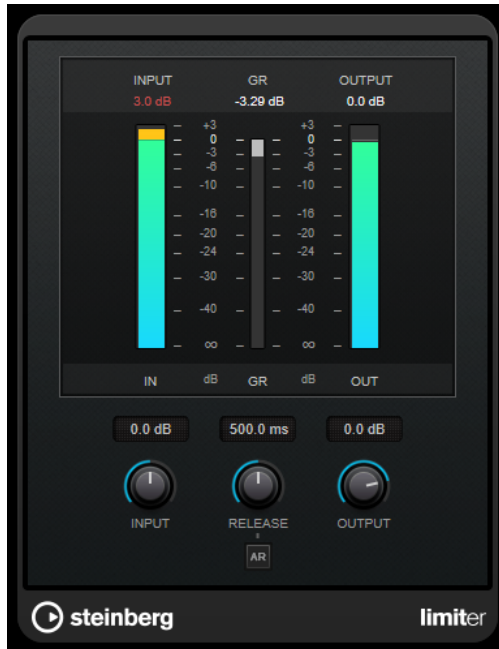 INPUT GR OUTPUT
3.0 dB -3.29 dB 0.0 dB
+3 +3
0 0
-3 -3
-6 -6
-10 -10
-16 -16
-20 -20
-24 -24
-30 -30
-40 -40
∞ ∞
IN dB GR dB OUT
0.0 dB 500.0 ms 0.0 dB
INPUT RELEASE OUTPUT
AR
steinberg limiter